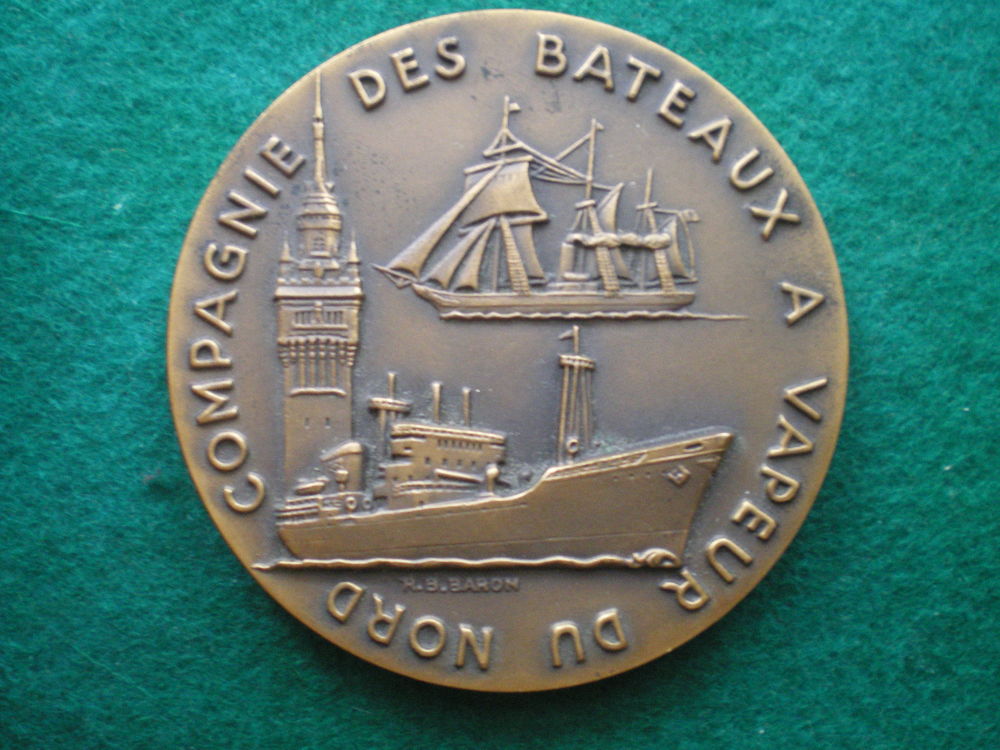 COMPAGNIE DES BATEAUX A VAPEUR DU NORD
R.B.BARON